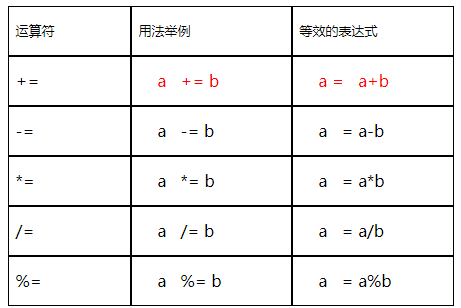 运算符 用法举例 等效的表达式
+= a += b a = a+b
-= a -= b a = a-b
*= a *= b a = a*b
/= a /= b a = a/b
%= a %= b a = a%b